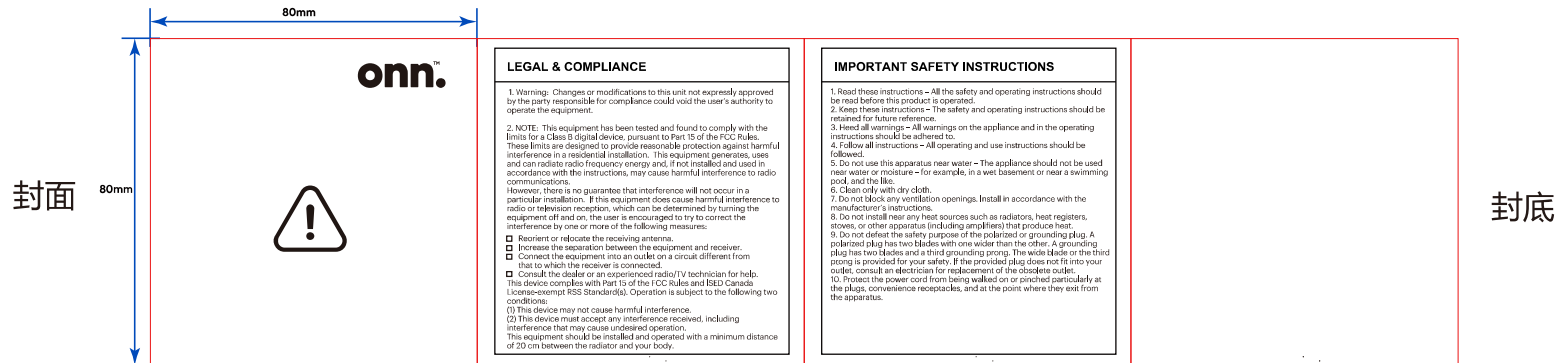 80mm
封面
80mm
onn.™
LEGAL & COMPLIANCE
1. Warning: Changes or modifications to this unit not expressly approved
by the party responsible for compliance could void the user's authority to
operate the equipment.
2. NOTE: This equipment has been tested and found to comply with the
limits for a Class B digital device, pursuant to Part 15 of the FCC Rules.
These limits are designed to provide reasonable protection against harmful
interference in a residential installation. This equipment generates, uses
and can radiate radio frequency energy and, if not installed and used in
accordance with the instructions, may cause harmful interference to radio
communications.
However, there is no guarantee that interference will not occur in a
particular installation. If this equipment does cause harmful interference to
radio or television reception, which can be determined by turning the
equipment off and on, the user is encouraged to try to correct the
interference by one or more of the following measures:
Reorient or relocate the receiving antenna.
Increase the separation between the equipment and receiver.
Connect the equipment into an outlet on a circuit different from
that to which the receiver is connected.
Consult the dealer or an experienced radio/TV technician for help.
This device complies with Part 15 of the FCC Rules and ISED Canada
License-exempt RSS Standard(s). Operation is subject to the following two
conditions:
(1) This device may not cause harmful interference.
(2) This device must accept any interference received, including
interference that may cause undesired operation.
This equipment should be installed and operated with a minimum distance
of 20 cm between the radiator and your body.
IMPORTANT SAFETY INSTRUCTIONS
1. Read these instructions – All the safety and operating instructions should
be read before this product is operated.
2. Keep these instructions – The safety and operating instructions should be
retained for future reference.
3. Heed all warnings – All warnings on the appliance and in the operating
instructions should be adhered to.
4. Follow all instructions – All operating and use instructions should be
followed.
5. Do not use this apparatus near water – The appliance should not be used
near water or moisture – for example, in a wet basement or near a swimming
pool, and the like.
6. Clean only with dry cloth.
7. Do not block any ventilation openings. Install in accordance with the
manufacturer's instructions.
8. Do not install near any heat sources such as radiators, heat registers,
stoves, or other apparatus (including amplifiers) that produce heat.
9. Do not defeat the safety purpose of the polarized or grounding plug. A
polarized plug has two blades with one wider than the other. A grounding
plug has two blades and a third grounding prong. The wide blade or the third
prong is provided for your safety. If the provided plug does not fit into your
outlet, consult an electrician for replacement of the obsolete outlet.
10. Protect the power cord from being walked on or pinched particularly at
the plugs, convenience receptacles, and at the point where they exit from
the apparatus.
封底